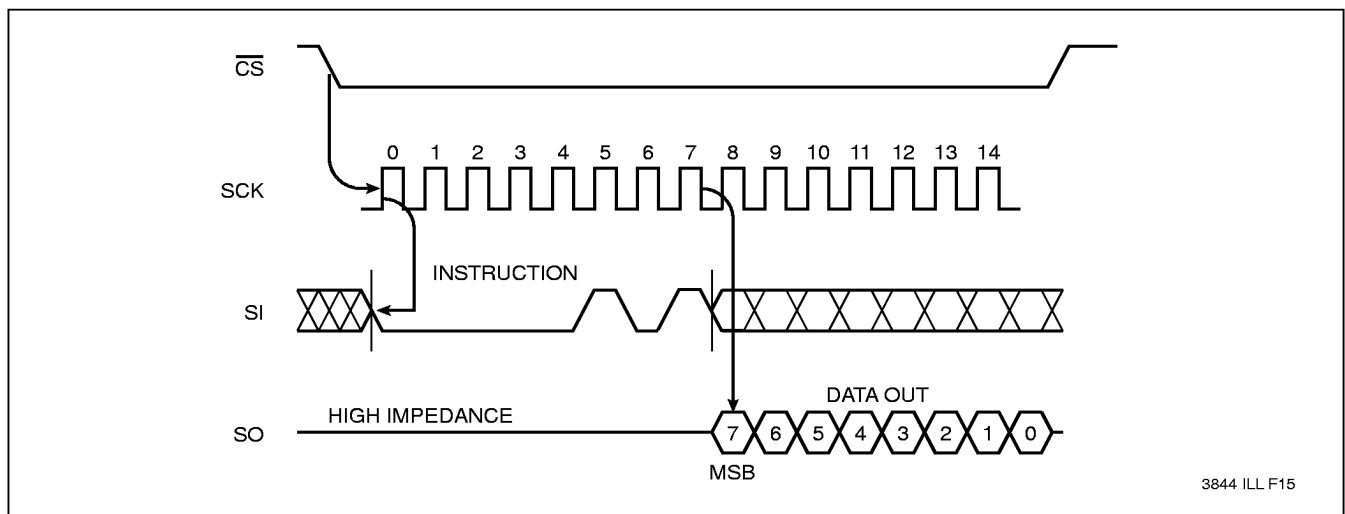 C̅S̅
0 1 2 3 4 5 6 7 8 9 10 11 12 13 14
SCK
INSTRUCTION
SI
DATA OUT
HIGH IMPEDANCE
SO
7 6 5 4 3 2 1 0
MSB
3844 ILL F15